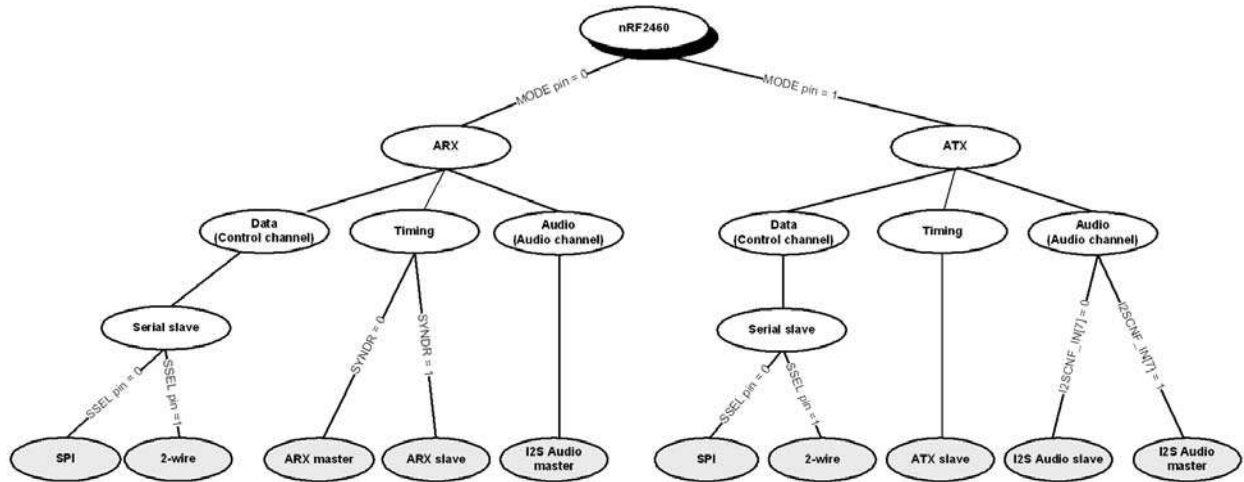 nRF2460
MODE pin = 0
MODE pin = 1
ARX
ATX
Data
(Control channel)
Timing
Audio
(Audio channel)
Data
(Control channel)
Timing
Audio
(Audio channel)
Serial slave
SYNDR = 0
SYNDR = 1
Serial slave
I2SCNF_IN[7] = 0
I2SCNF_IN[7] = 1
SSEL pin = 0
SSEL pin =1
SSEL pin = 0
SSEL pin =1
SPI
2-wire
ARX master
ARX slave
I2S Audio
master
SPI
2-wire
ATX slave
I2S Audio slave
I2S Audio
master